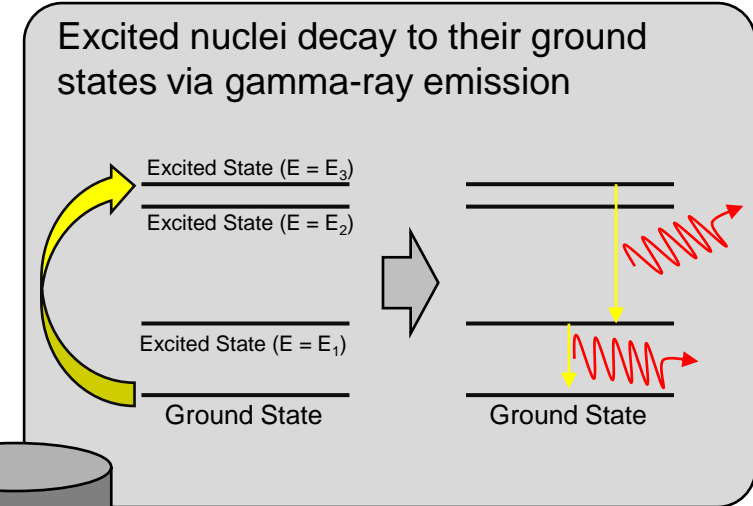 Excited nuclei decay to their ground
states via gamma-ray emission
Excited State (E = E₃)
Excited State (E = E₂)
Excited State (E = E₁)
Ground State
Ground State